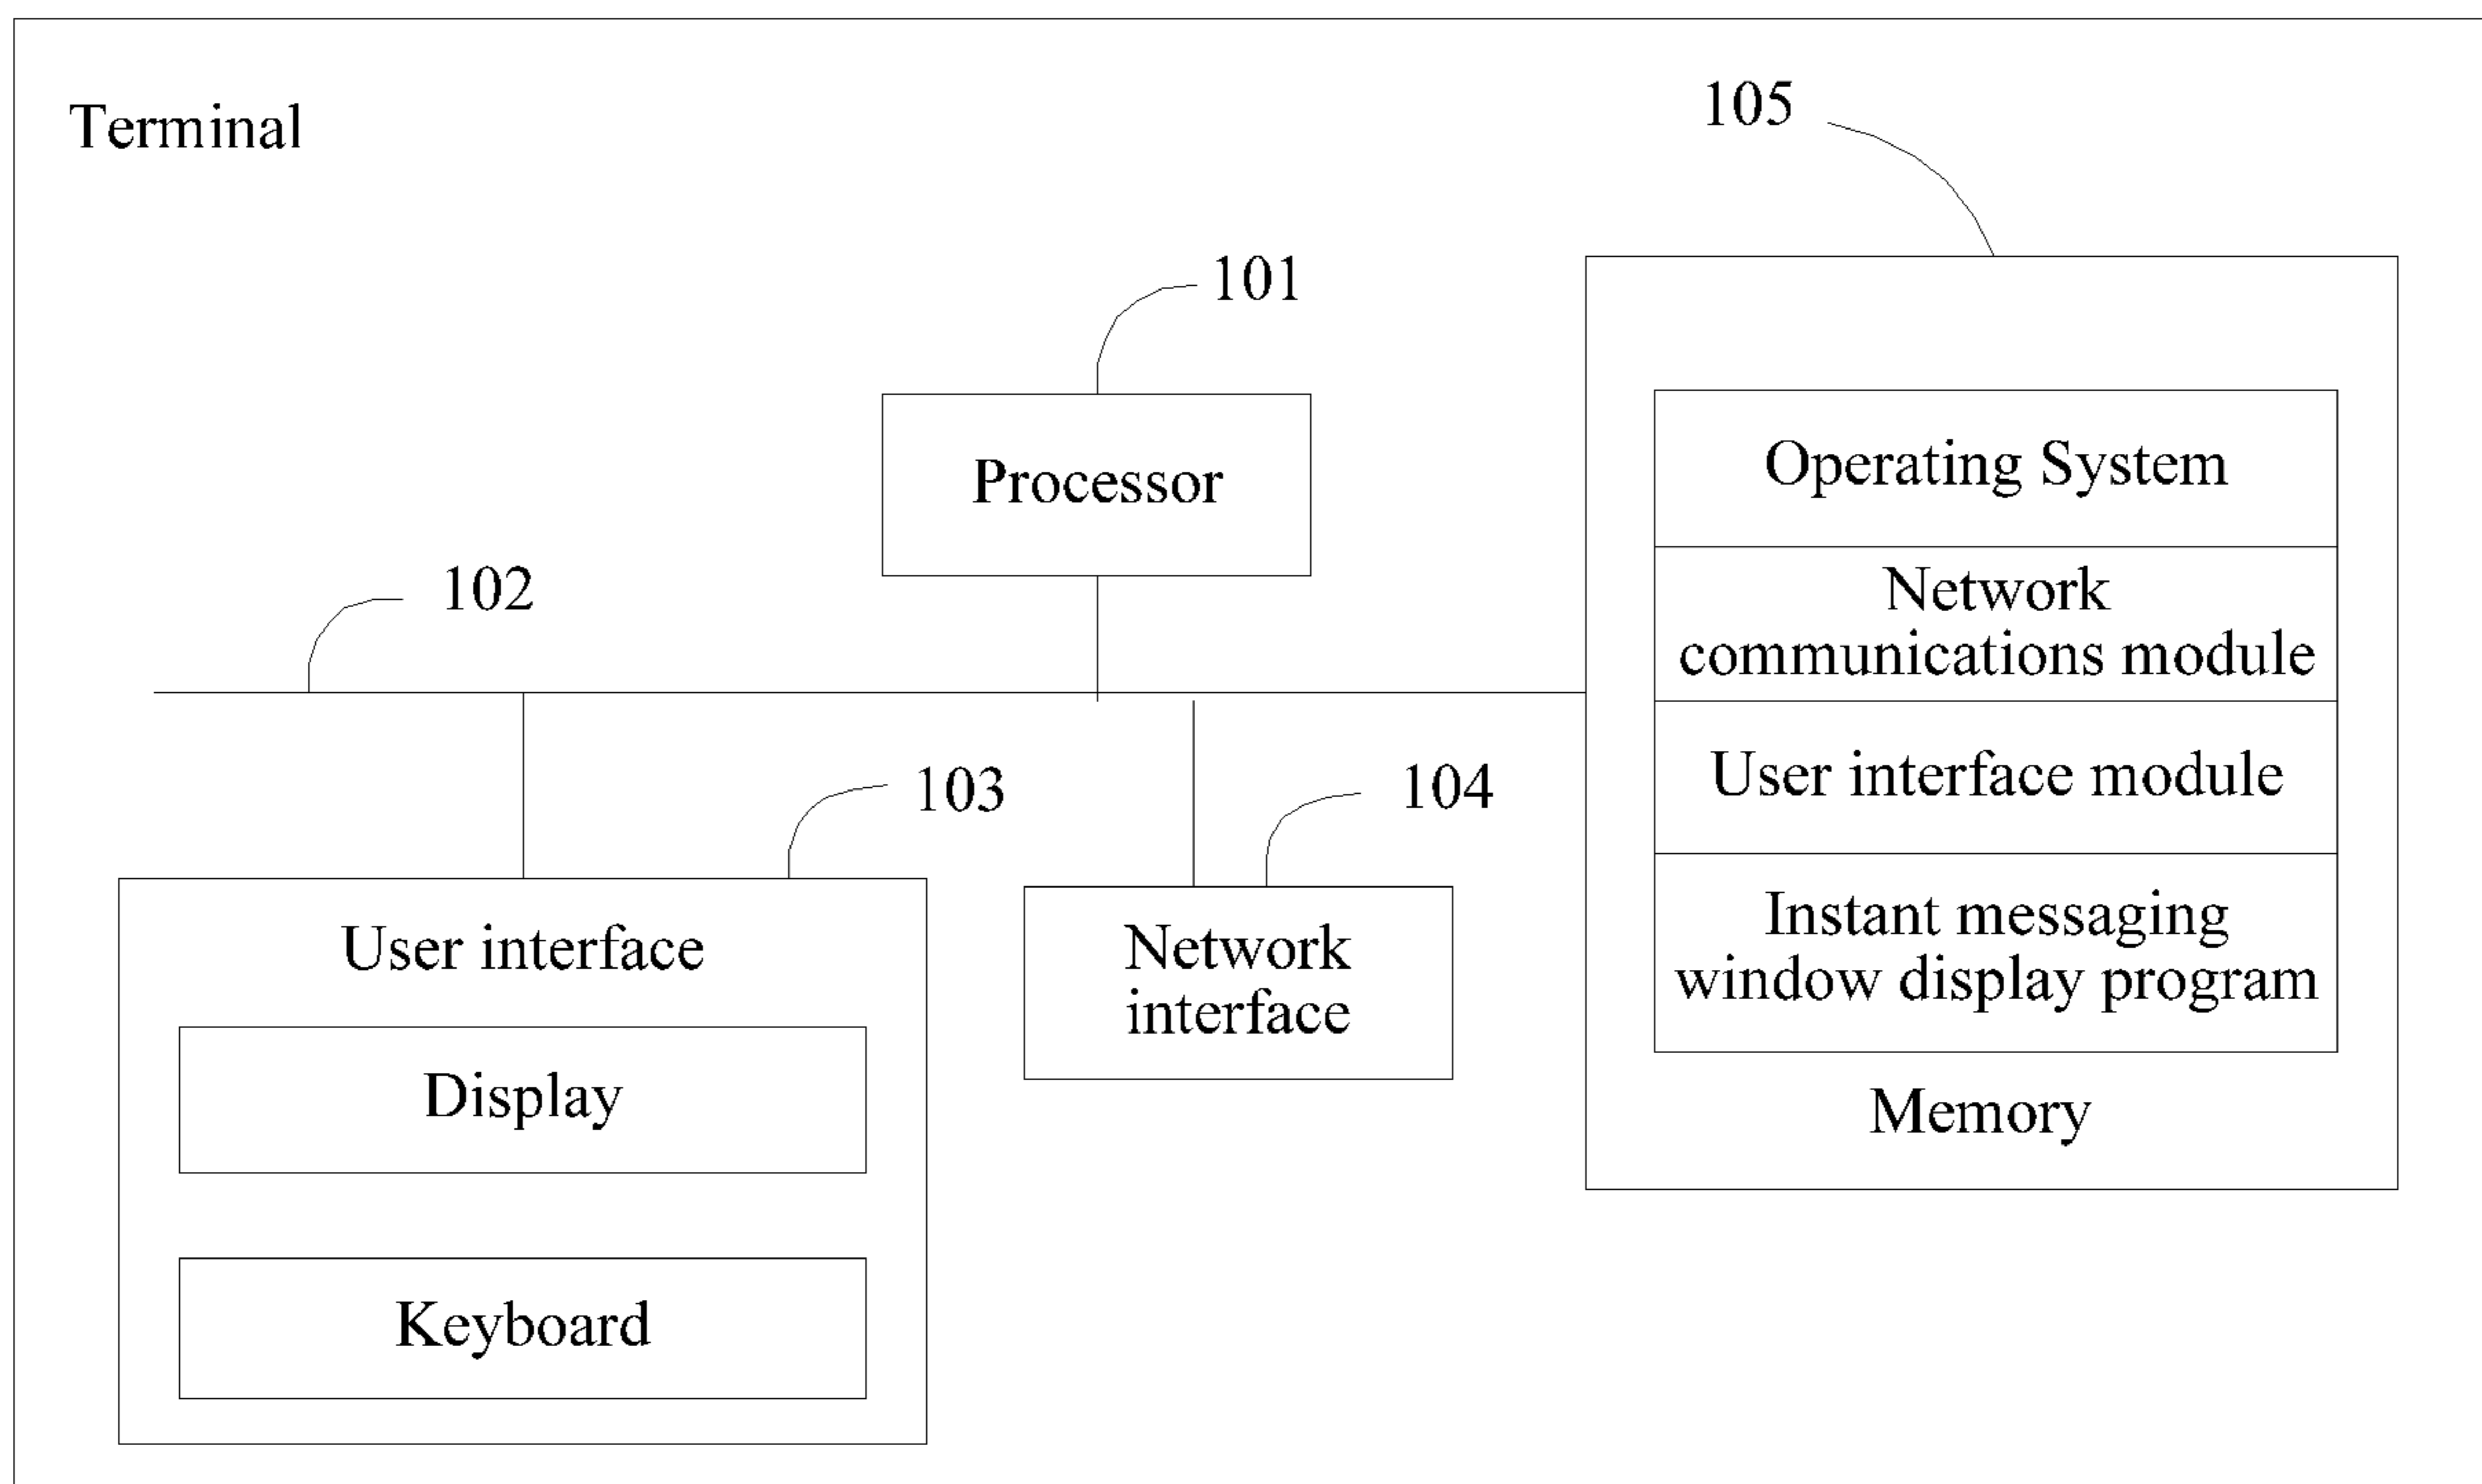 Terminal
105
101
Processor
102
103
104
Operating System
Network
communications module
User interface module
Instant messaging
window display program
Memory
User interface
Display
Keyboard
Network
interface